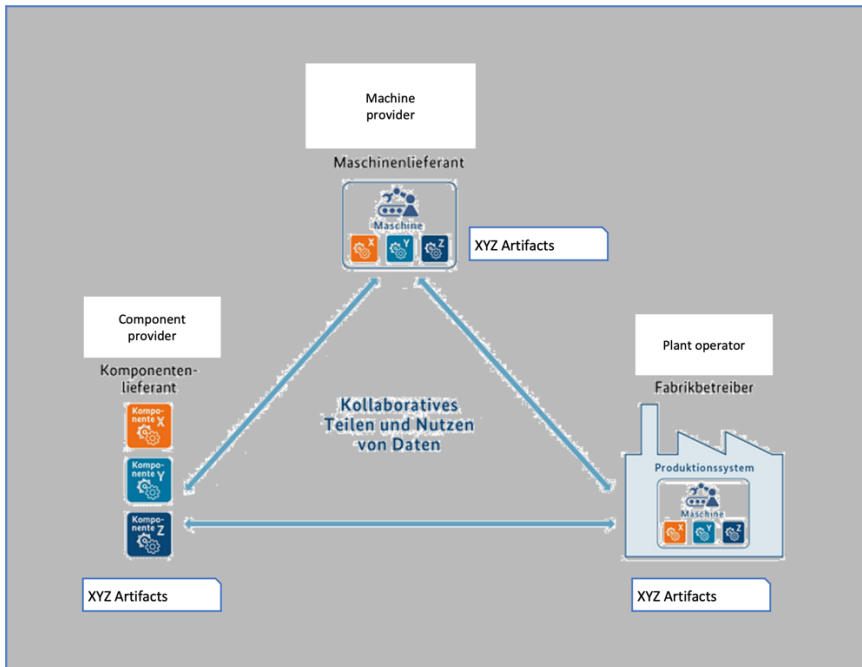 Machine
provider
Maschinenlieferant
Maschine
X
Y
Z
XYZ Artifacts
Component
provider
Komponenten-
lieferant
Kompo-
nente
X
Kompo-
nente
Y
Kompo-
nente
Z
XYZ Artifacts
Kollaboratives
Teilen und Nutzen
von Daten
Plant operator
Fabrikbetreiber
Produktionssystem
Maschine
X
Y
Z
XYZ Artifacts